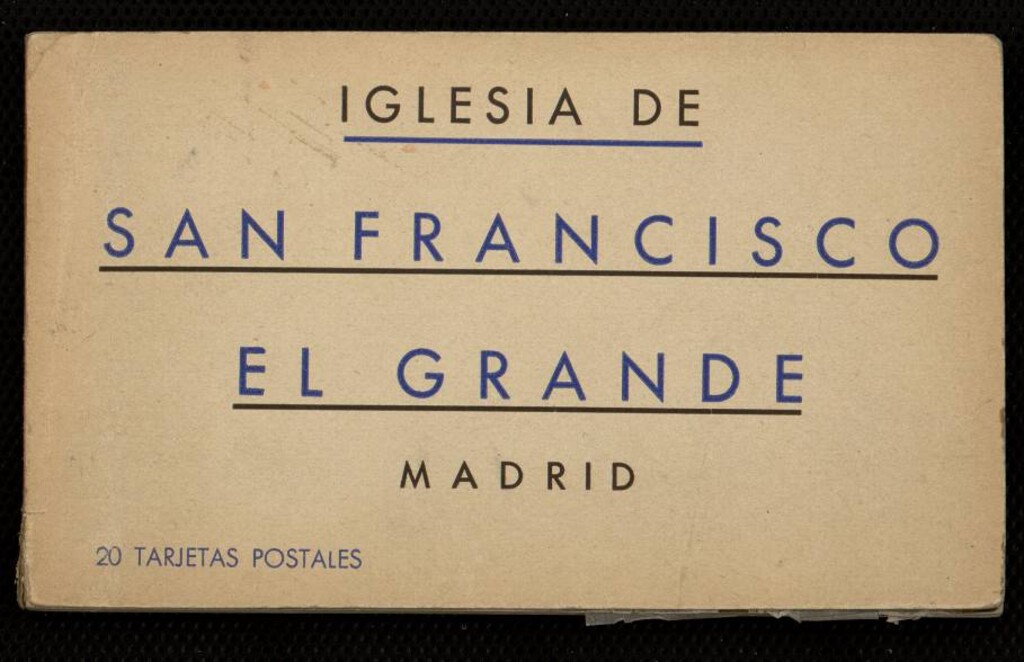 IGLESIA DE
SAN FRANCISCO
EL GRANDE
MADRID
20 TARJETAS POSTALES